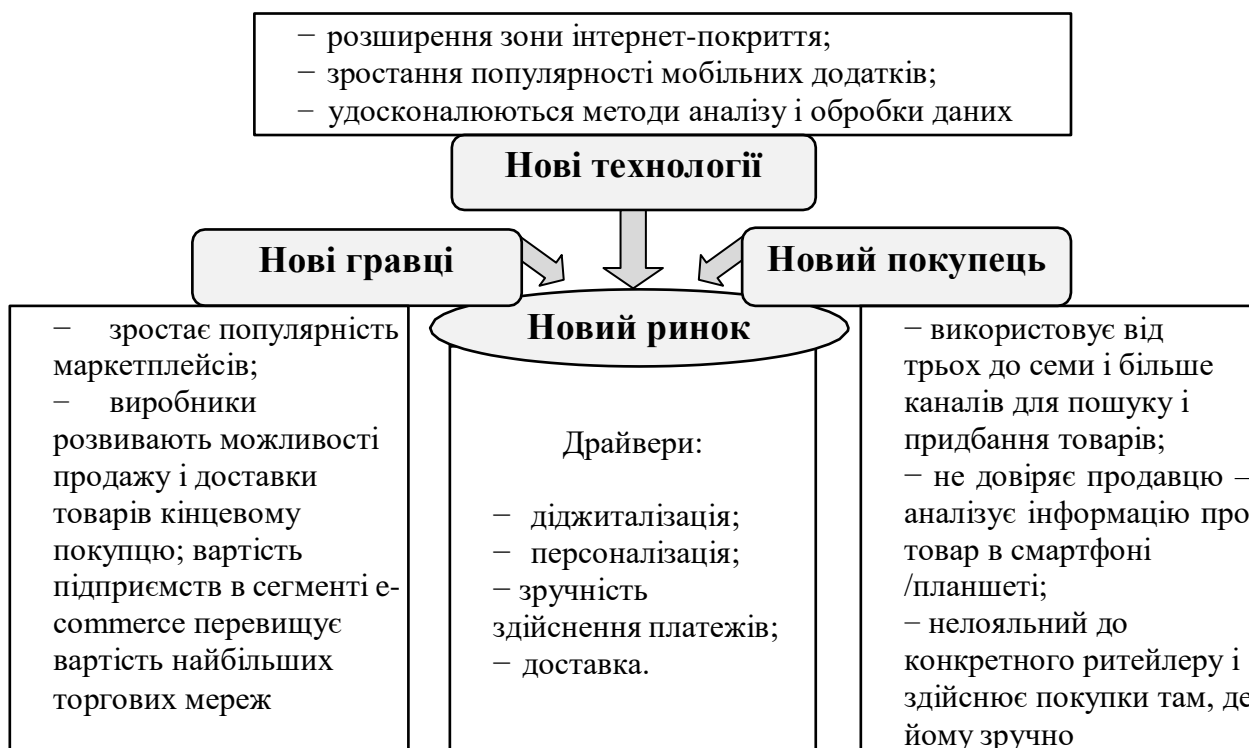 − розширення зони інтернет-покриття;
− зростання популярності мобільних додатків;
− удосконалюються методи аналізу і обробки даних
Нові технології
Нові гравці
Новий покупець
Новий ринок
− зростає популярність
маркетплейсів;
− виробники
розвивають можливості
продажу і доставки
товарів кінцевому
покупцю; вартість
підприємств в сегменті e-
commerce перевищує
вартість найбільших
торгових мереж
Драйвери:
− діджиталізація;
− персоналізація;
− зручність
здійснення платежів;
− доставка.
− використовує від
трьох до семи і більше
каналів для пошуку і
придбання товарів;
− не довіряє продавцю –
аналізує інформацію про
товар в смартфоні
/планшеті;
− нелояльний до
конкретного ритейлеру і
здійснює покупки там, де
йому зручно